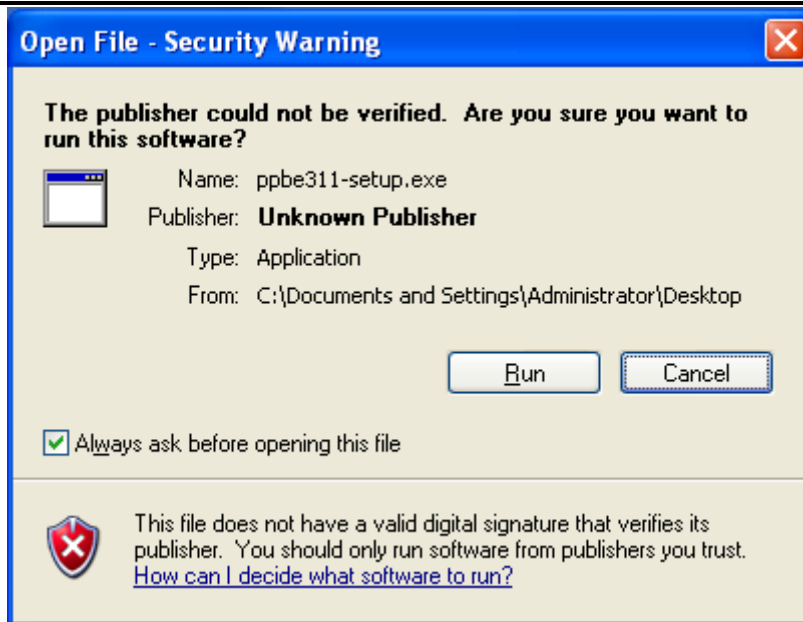 Open File - Security Warning
The publisher could not be verified. Are you sure you want to
run this software?
Name: ppbe311-setup.exe
Publisher: Unknown Publisher
Type: Application
From: C:\Documents and Settings\Administrator\Desktop
Run Cancel
Always ask before opening this file
This file does not have a valid digital signature that verifies its
publisher. You should only run software from publishers you trust.
How can I decide what software to run?